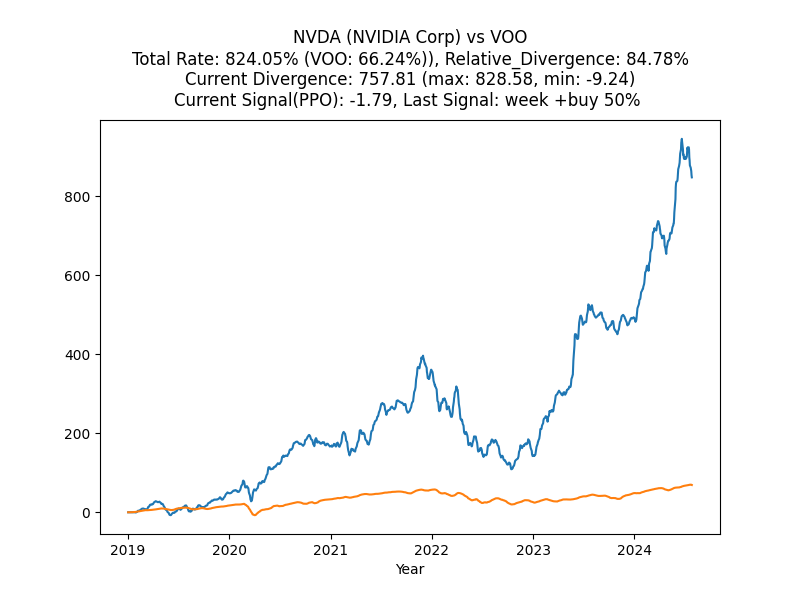 NVDA (NVIDIA Corp) vs VOO
Total Rate: 824.05% (VOO: 66.24%)), Relative_Divergence: 84.78%
Current Divergence: 757.81 (max: 828.58, min: -9.24)
Current Signal(PPO): -1.79, Last Signal: week +buy 50%
800
600
400
200
0
2019 2020 2021 2022 2023 2024
Year